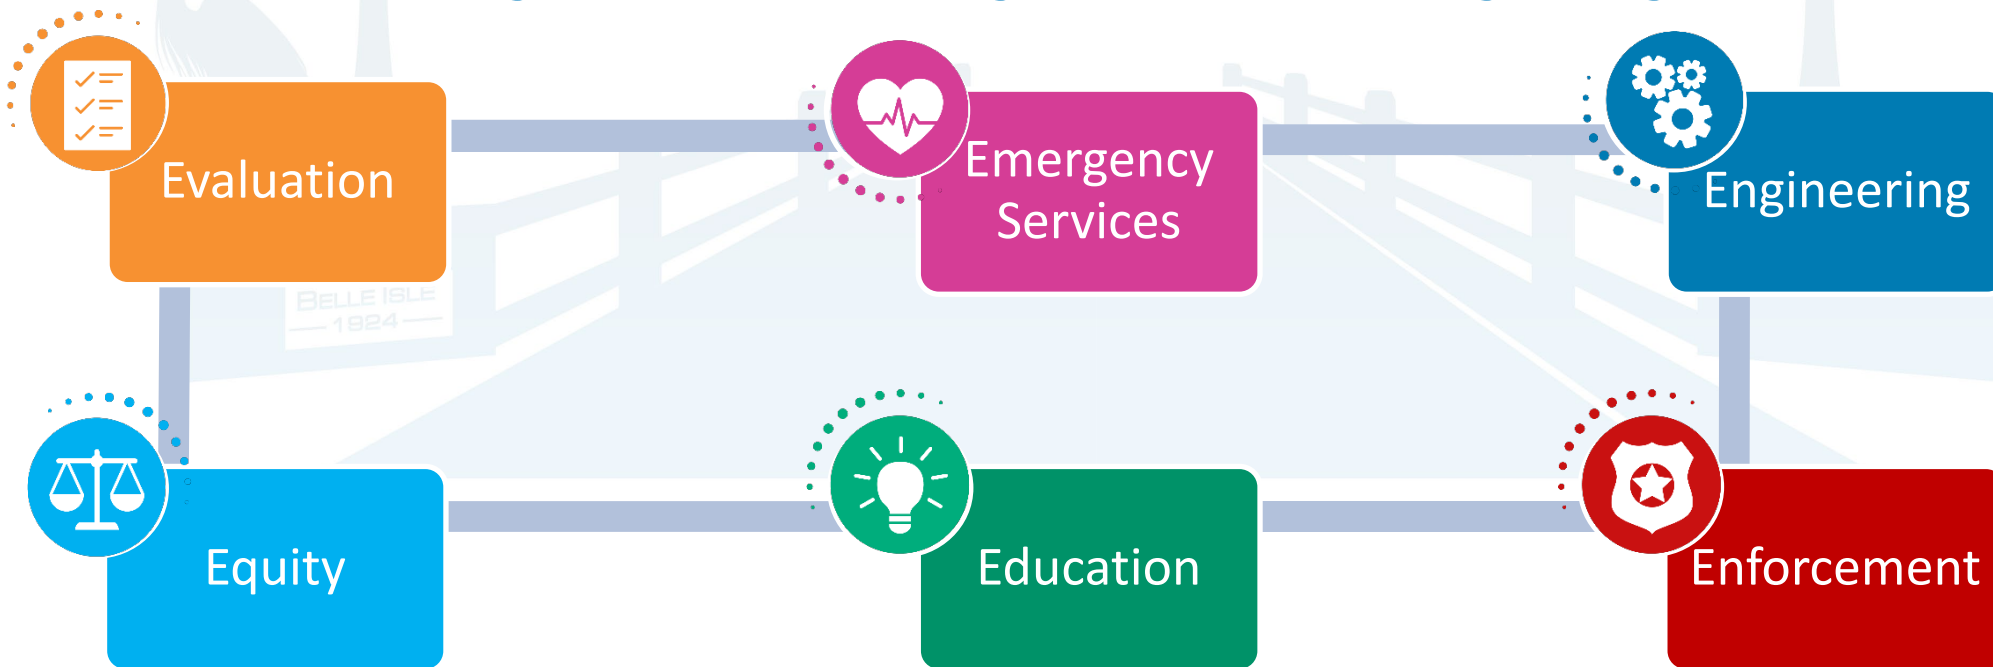 Evaluation
Emergency
Services
Engineering
BELLE ISLE
1924
Equity
Education
Enforcement